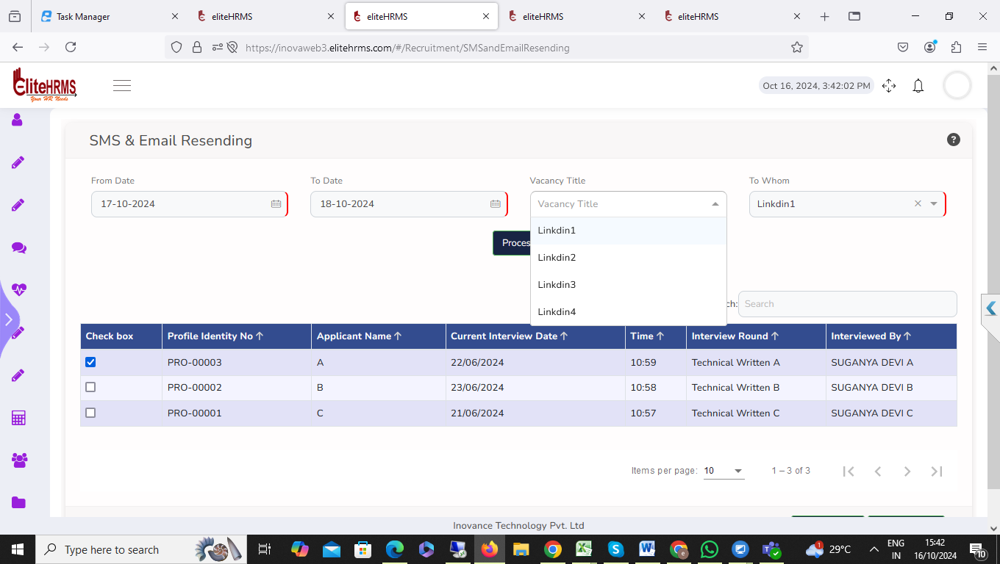 Task Manager
eliteHRMS
eliteHRMS
eliteHRMS
eliteHRMS
https://inovaweb3.elitehrms.com/#/Recruitment/SMSandEmailResending
EliteHRMS
Your HR Needs
Oct 16, 2024, 3:42:02 PM
SMS & Email Resending
From Date
To Date
Vacancy Title
To Whom
17-10-2024
18-10-2024
Vacancy Title
Linkdin1
Linkdin1
Linkdin2
Linkdin3
Linkdin4
Proces
ch:
Search
Check box Profile Identity No Applicant Name Current Interview Date Time Interview Round Interviewed By
PRO-00003 A 22/06/2024 10:59 Technical Written A SUGANYA DEVI A
PRO-00002 B 23/06/2024 10:58 Technical Written B SUGANYA DEVI B
PRO-00001 C 21/06/2024 10:57 Technical Written C SUGANYA DEVI C
Items per page: 10 1 – 3 of 3
Inovance Technology Pvt. Ltd
Type here to search
1
29°C
ENG
IN
15:42
16/10/2024
10